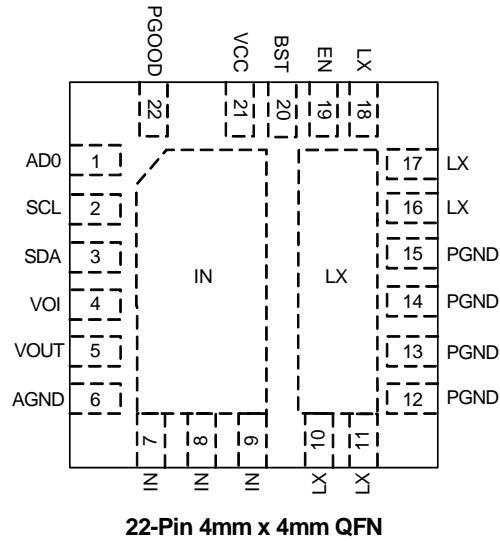 PGOOD VCC BST EN LX
22 21 20 19 18
AD0 1
SCL 2
SDA 3
VOI 4
VOUT 5
AGND 6
IN
LX
17 LX
16 LX
15 PGND
14 PGND
13 PGND
12 PGND
7 8 9 10 11
IN IN IN LX LX
22-Pin 4mm x 4mm QFN